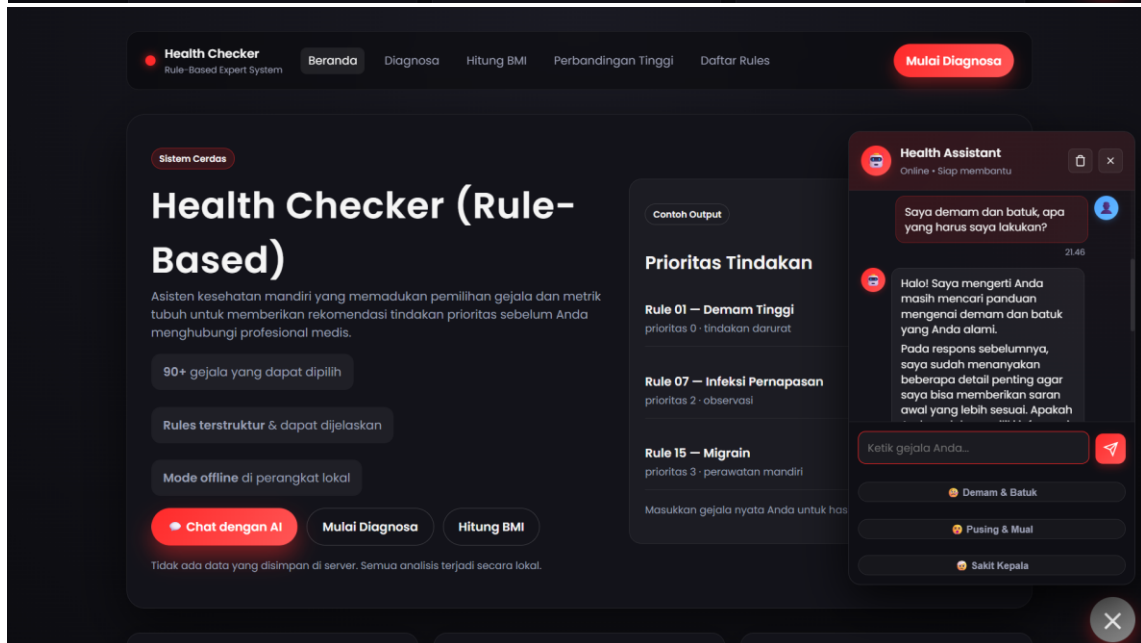 Health Checker
Rule-Based Expert System
Beranda
Diagnosa
Hitung BMI
Perbandingan Tinggi
Daftar Rules
Mulai Diagnosa
Sistem Cerdas
Health Checker (Rule-
Based)
Asisten kesehatan mandiri yang memadukan pemilihan gejala dan metrik
tubuh untuk memberikan rekomendasi tindakan prioritas sebelum Anda
menghubungi profesional medis.
90+ gejala yang dapat dipilih
Rules terstruktur & dapat dijelaskan
Mode offline di perangkat lokal
Chat dengan AI
Mulai Diagnosa
Hitung BMI
Tidak ada data yang disimpan di server. Semua analisis terjadi secara lokal.
Contoh Output
Prioritas Tindakan
Rule 01 — Demam Tinggi
prioritas 0 · tindakan darurat
Rule 07 — Infeksi Pernapasan
prioritas 2 · observasi
Rule 15 — Migrain
prioritas 3 · perawatan mandiri
Masukkan gejala nyata Anda untuk has
Health Assistant
Online • Siap membantu
Saya demam dan batuk, apa
yang harus saya lakukan?
21.46
Halo! Saya mengerti Anda
masih mencari panduan
mengenai demam dan batuk
yang Anda alami.
Pada respons sebelumnya,
saya sudah menanyakan
beberapa detail penting agar
saya bisa memberikan saran
awal yang lebih sesuai. Apakah
Ketik gejala Anda...
Demam & Batuk
Pusing & Mual
Sakit Kepala